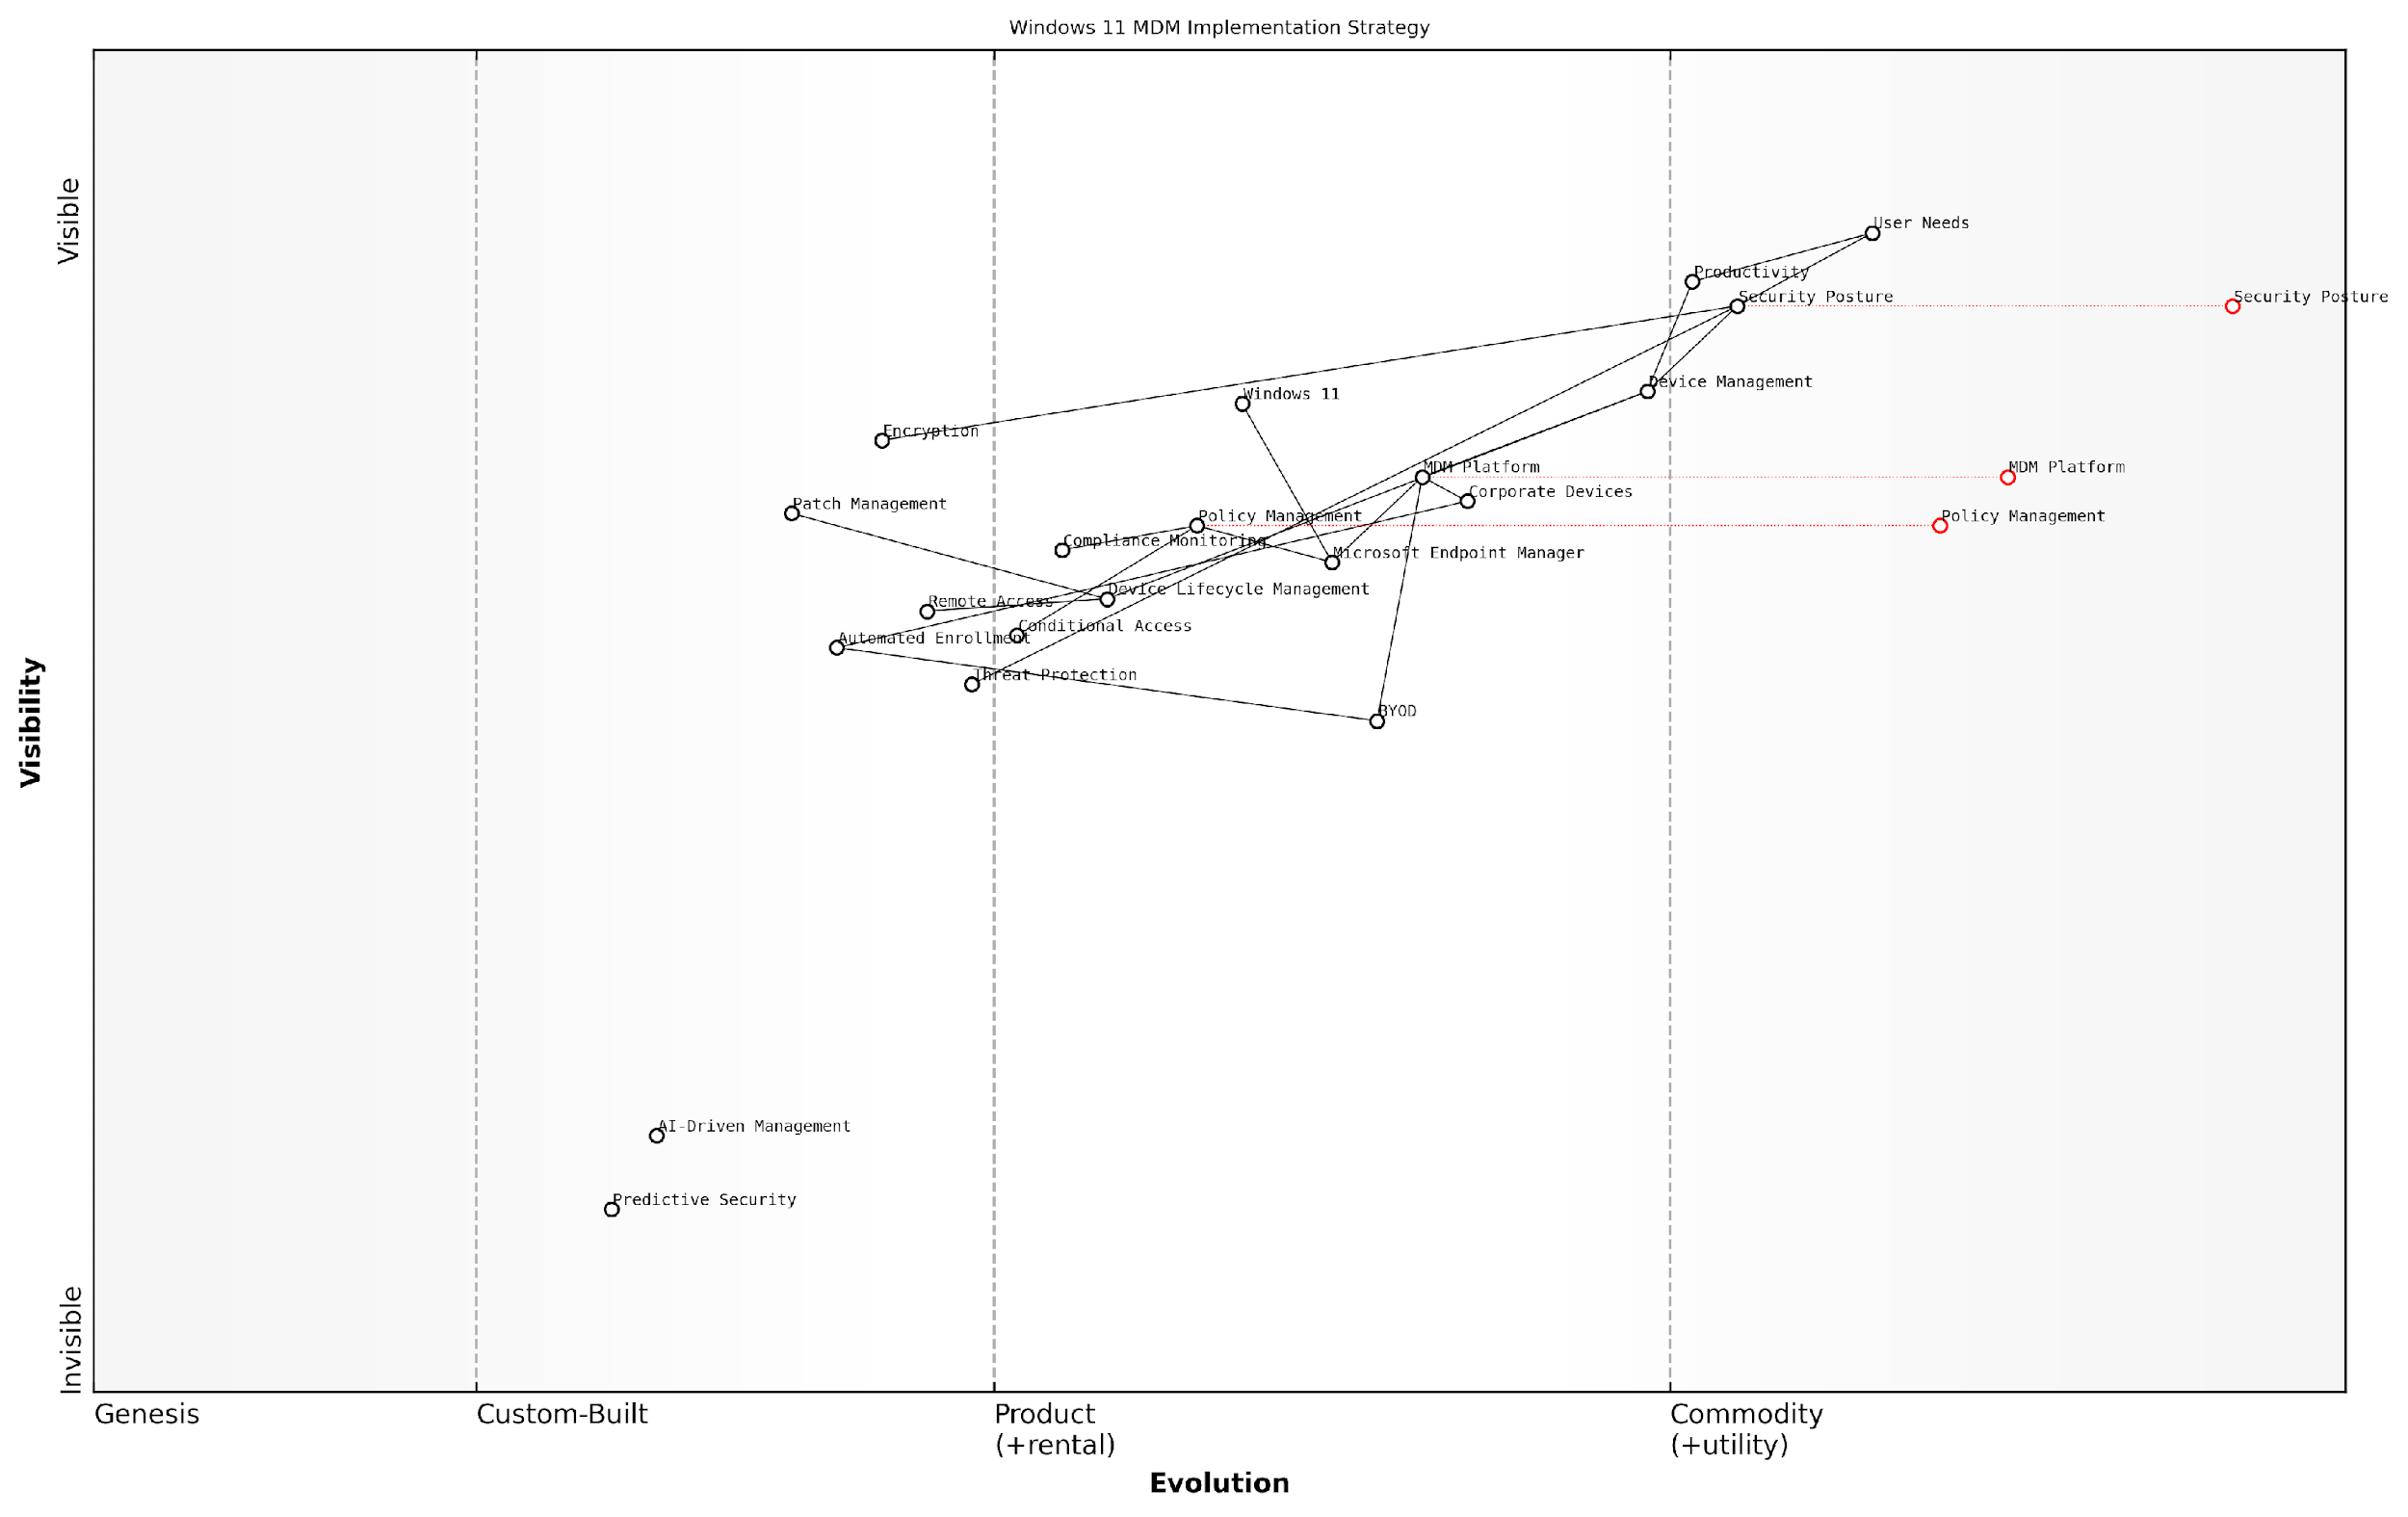 Windows 11 MDM Implementation Strategy
Visible
User Needs
Productivity
Security Posture
Security Posture
Device Management
Windows 11
Encryption
MDM Platform
MDM Platform
Corporate Devices
Patch Management
Policy Management
Policy Management
Compliance Monitoring
Microsoft Endpoint Manager
Device Lifecycle Management
Remote Access
Conditional Access
Automated Enrollment
Threat Protection
BYOD
Visibility
AI-Driven Management
Predictive Security
Invisible
Genesis
Custom-Built
Product
(+rental)
Commodity
(+utility)
Evolution